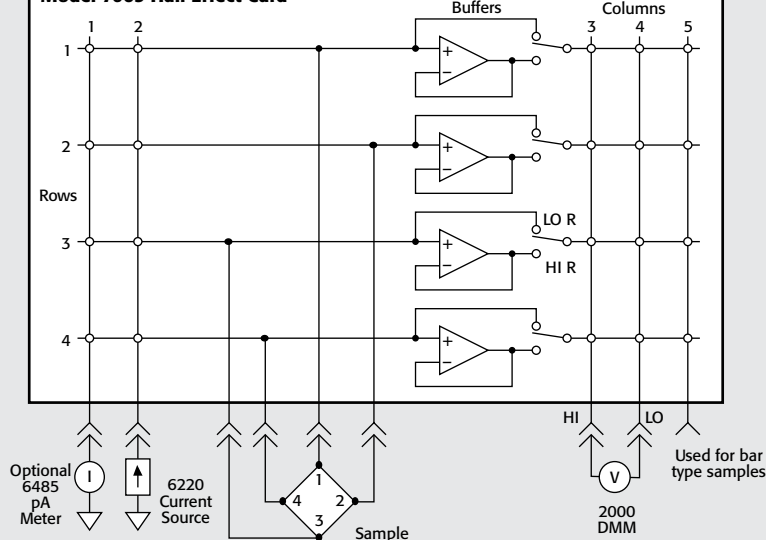 Model 7065 Hall Effect Card
Buffers
Columns
1 2 3 4 5
1
+
−
2
+
−
Rows
LO R
3
+
−
HI R
4
+
−
HI LO
Optional
6485
pA
Meter
I
6220
Current
Source
1
4 2
3
Sample
V
2000
DMM
Used for bar
type samples